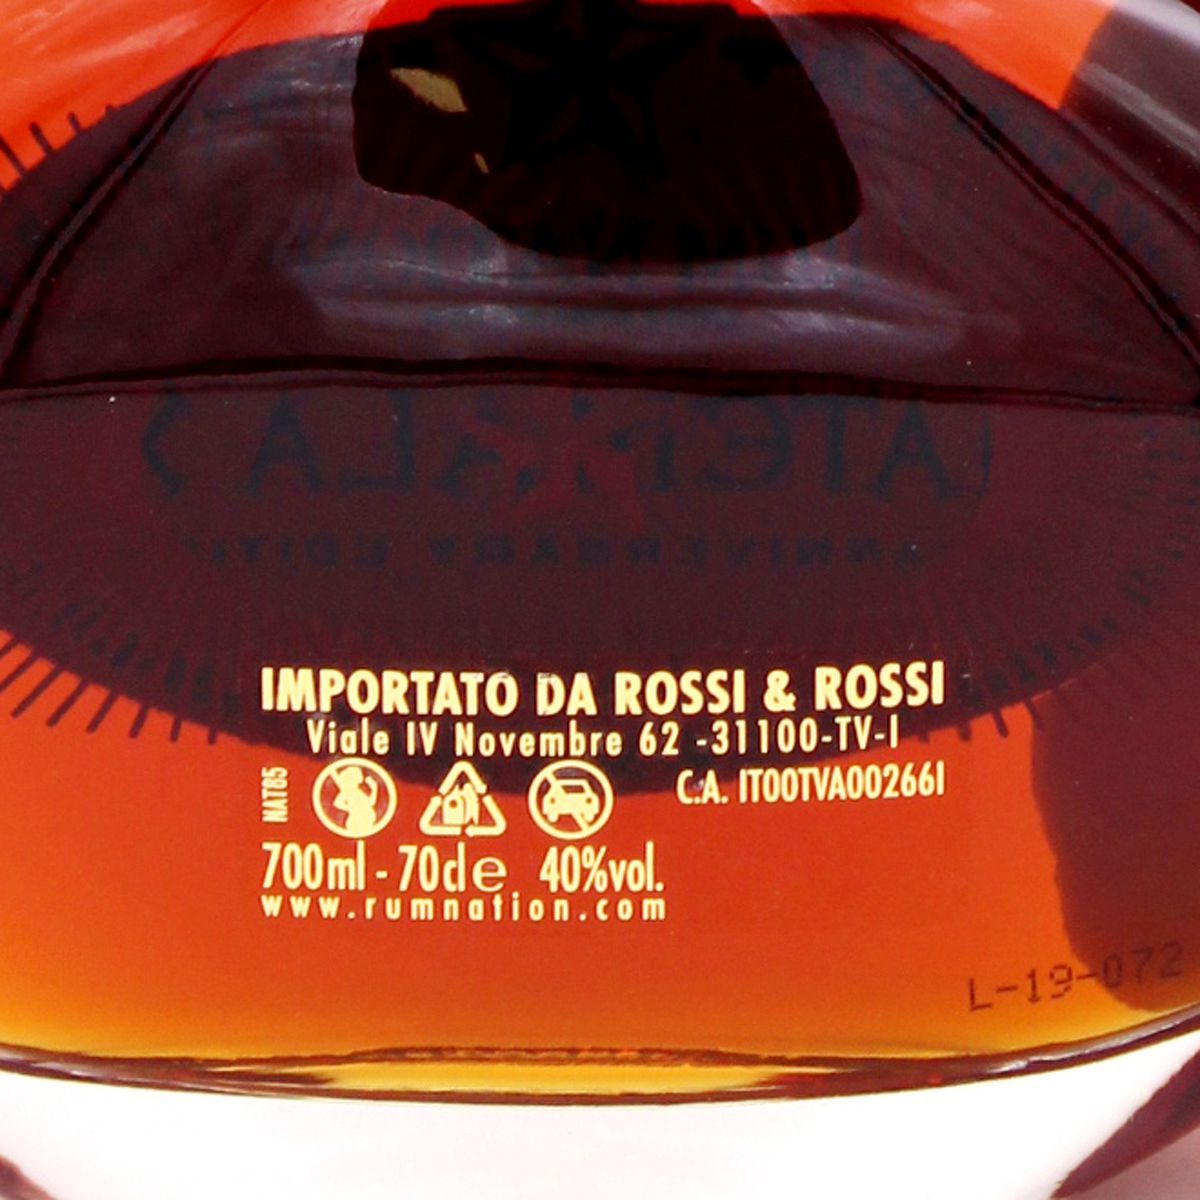 IMPORTATO DA ROSSI & ROSSI
Viale IV Novembre 62 -31100-TV-I
NAT85
C.A. IT00TVA00266I
700ml - 70cl e 40%vol.
www.rumnation.com
L-19-072